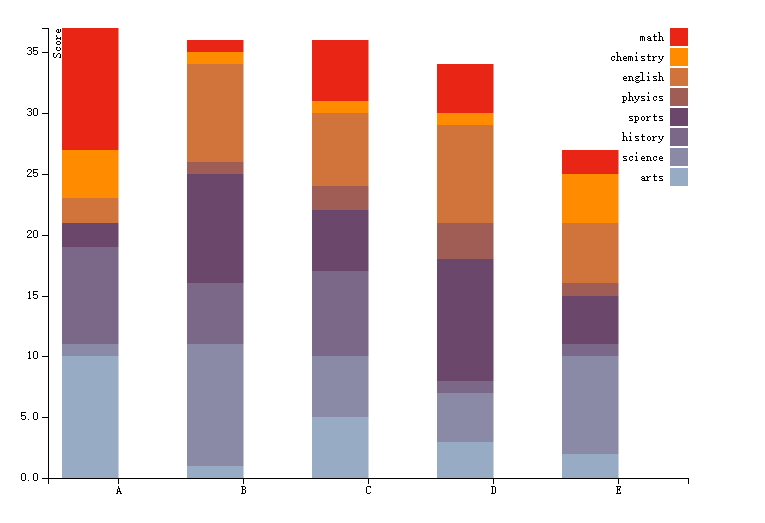 Score
35
30
25
20
15
10
5.0
0.0
A B C D E
math
chemistry
english
physics
sports
history
science
arts